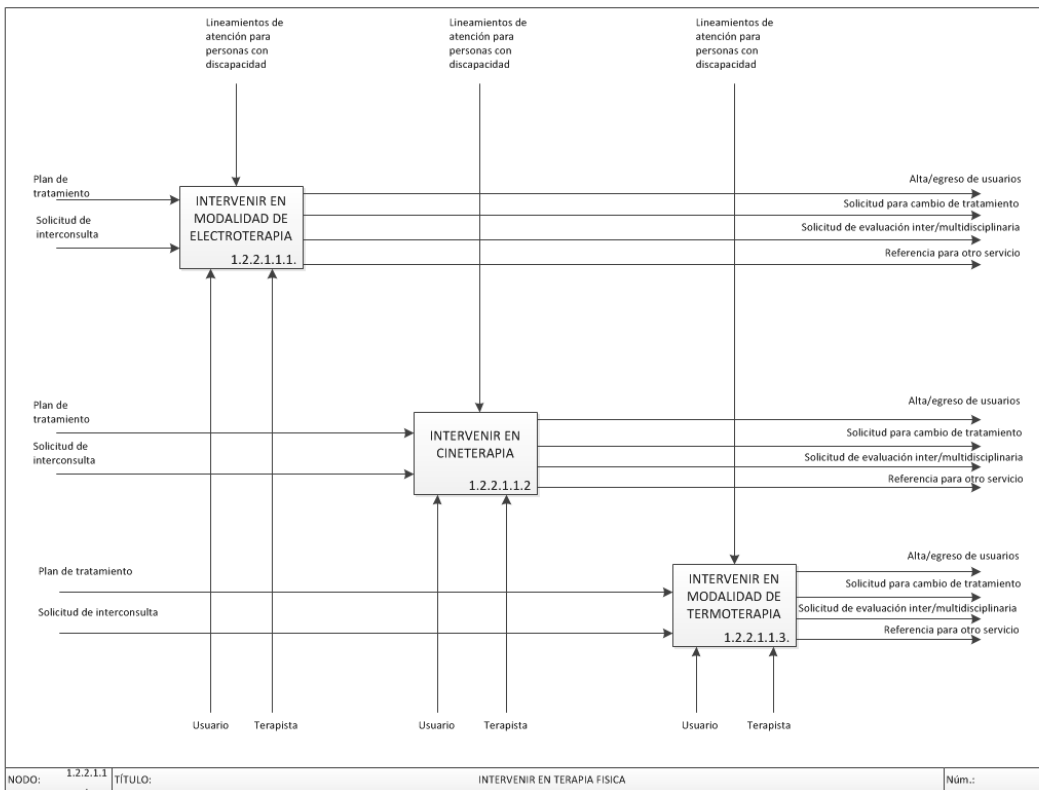 Lineamientos de
atención para
personas con
discapacidad
Lineamientos de
atención para
personas con
discapacidad
Lineamientos de
atención para
personas con
discapacidad
Plan de
tratamiento
Solicitud de
interconsulta
INTERVENIR EN
MODALIDAD DE
ELECTROTERAPIA
1.2.2.1.1.1.
Alta/egreso de usuarios
Solicitud para cambio de tratamiento
Solicitud de evaluación inter/multidisciplinaria
Referencia para otro servicio
Plan de
tratamiento
Solicitud de
interconsulta
INTERVENIR EN
CINETERAPIA
1.2.2.1.1.2
Alta/egreso de usuarios
Solicitud para cambio de tratamiento
Solicitud de evaluación inter/multidisciplinaria
Referencia para otro servicio
Plan de tratamiento
Solicitud de interconsulta
INTERVENIR EN
MODALIDAD DE
TERMOTERAPIA
1.2.2.1.1.3.
Alta/egreso de usuarios
Solicitud para cambio de tratamiento
Solicitud de evaluación inter/multidisciplinaria
Referencia para otro servicio
Usuario Terapista
Usuario Terapista
Usuario Terapista
NODO: 1.2.2.1.1 TÍTULO: INTERVENIR EN TERAPIA FISICA Núm.: